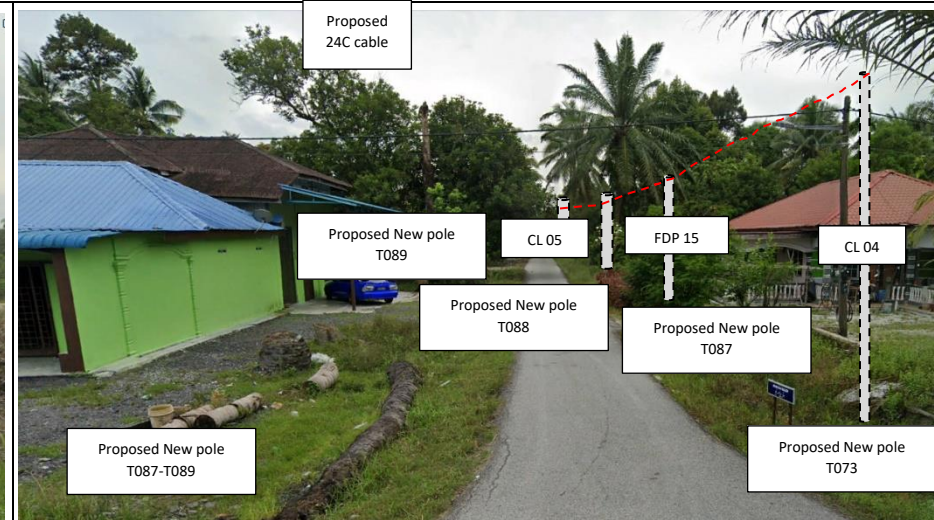 Proposed
24C cable
Proposed New pole
T089
CL 05
FDP 15
CL 04
Proposed New pole
T088
Proposed New pole
T087
Proposed New pole
T087-T089
Proposed New pole
T073